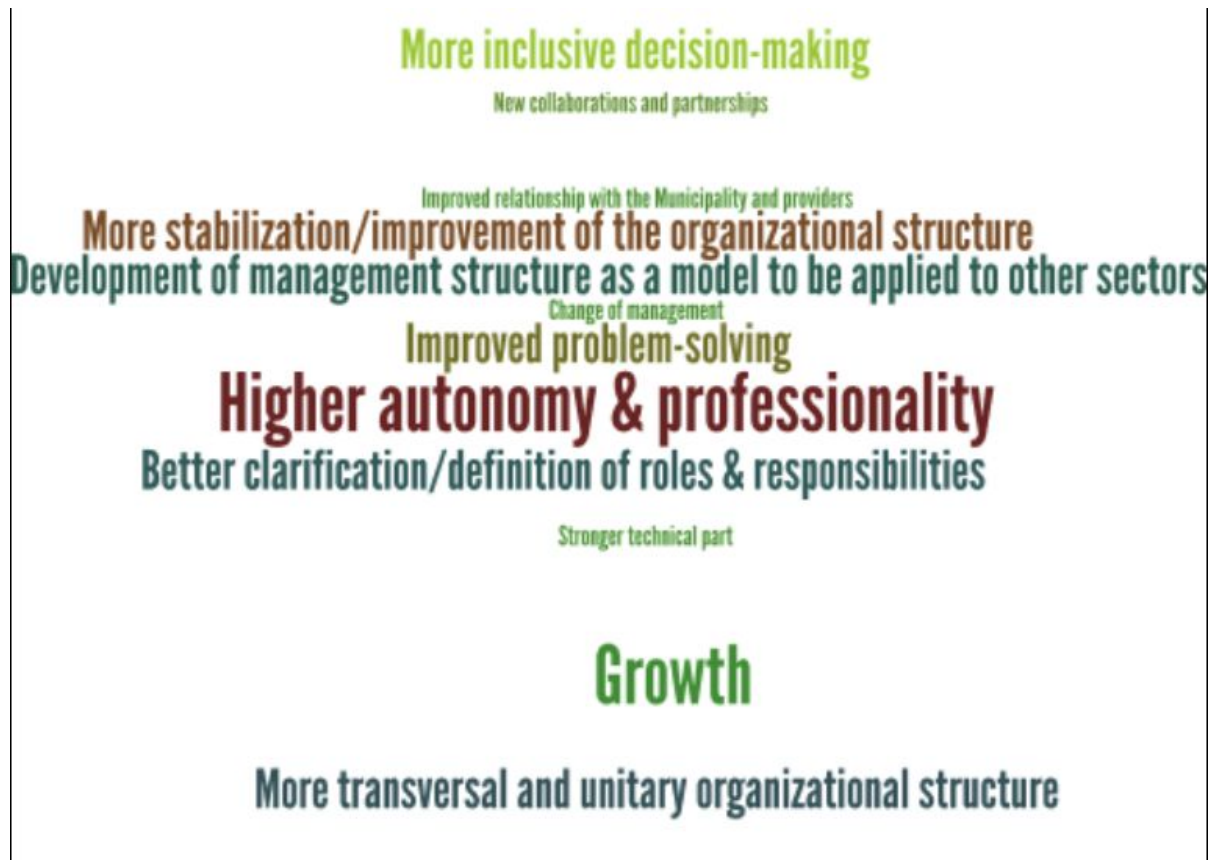 More inclusive decision-making
New collaborations and partnerships
Improved relationship with the Municipality and providers
More stabilization/improvement of the organizational structure
Development of management structure as a model to be applied to other sectors
Change of management
Improved problem-solving
Higher autonomy & professionality
Better clarification/definition of roles & responsibilities
Stronger technical part
Growth
More transversal and unitary organizational structure